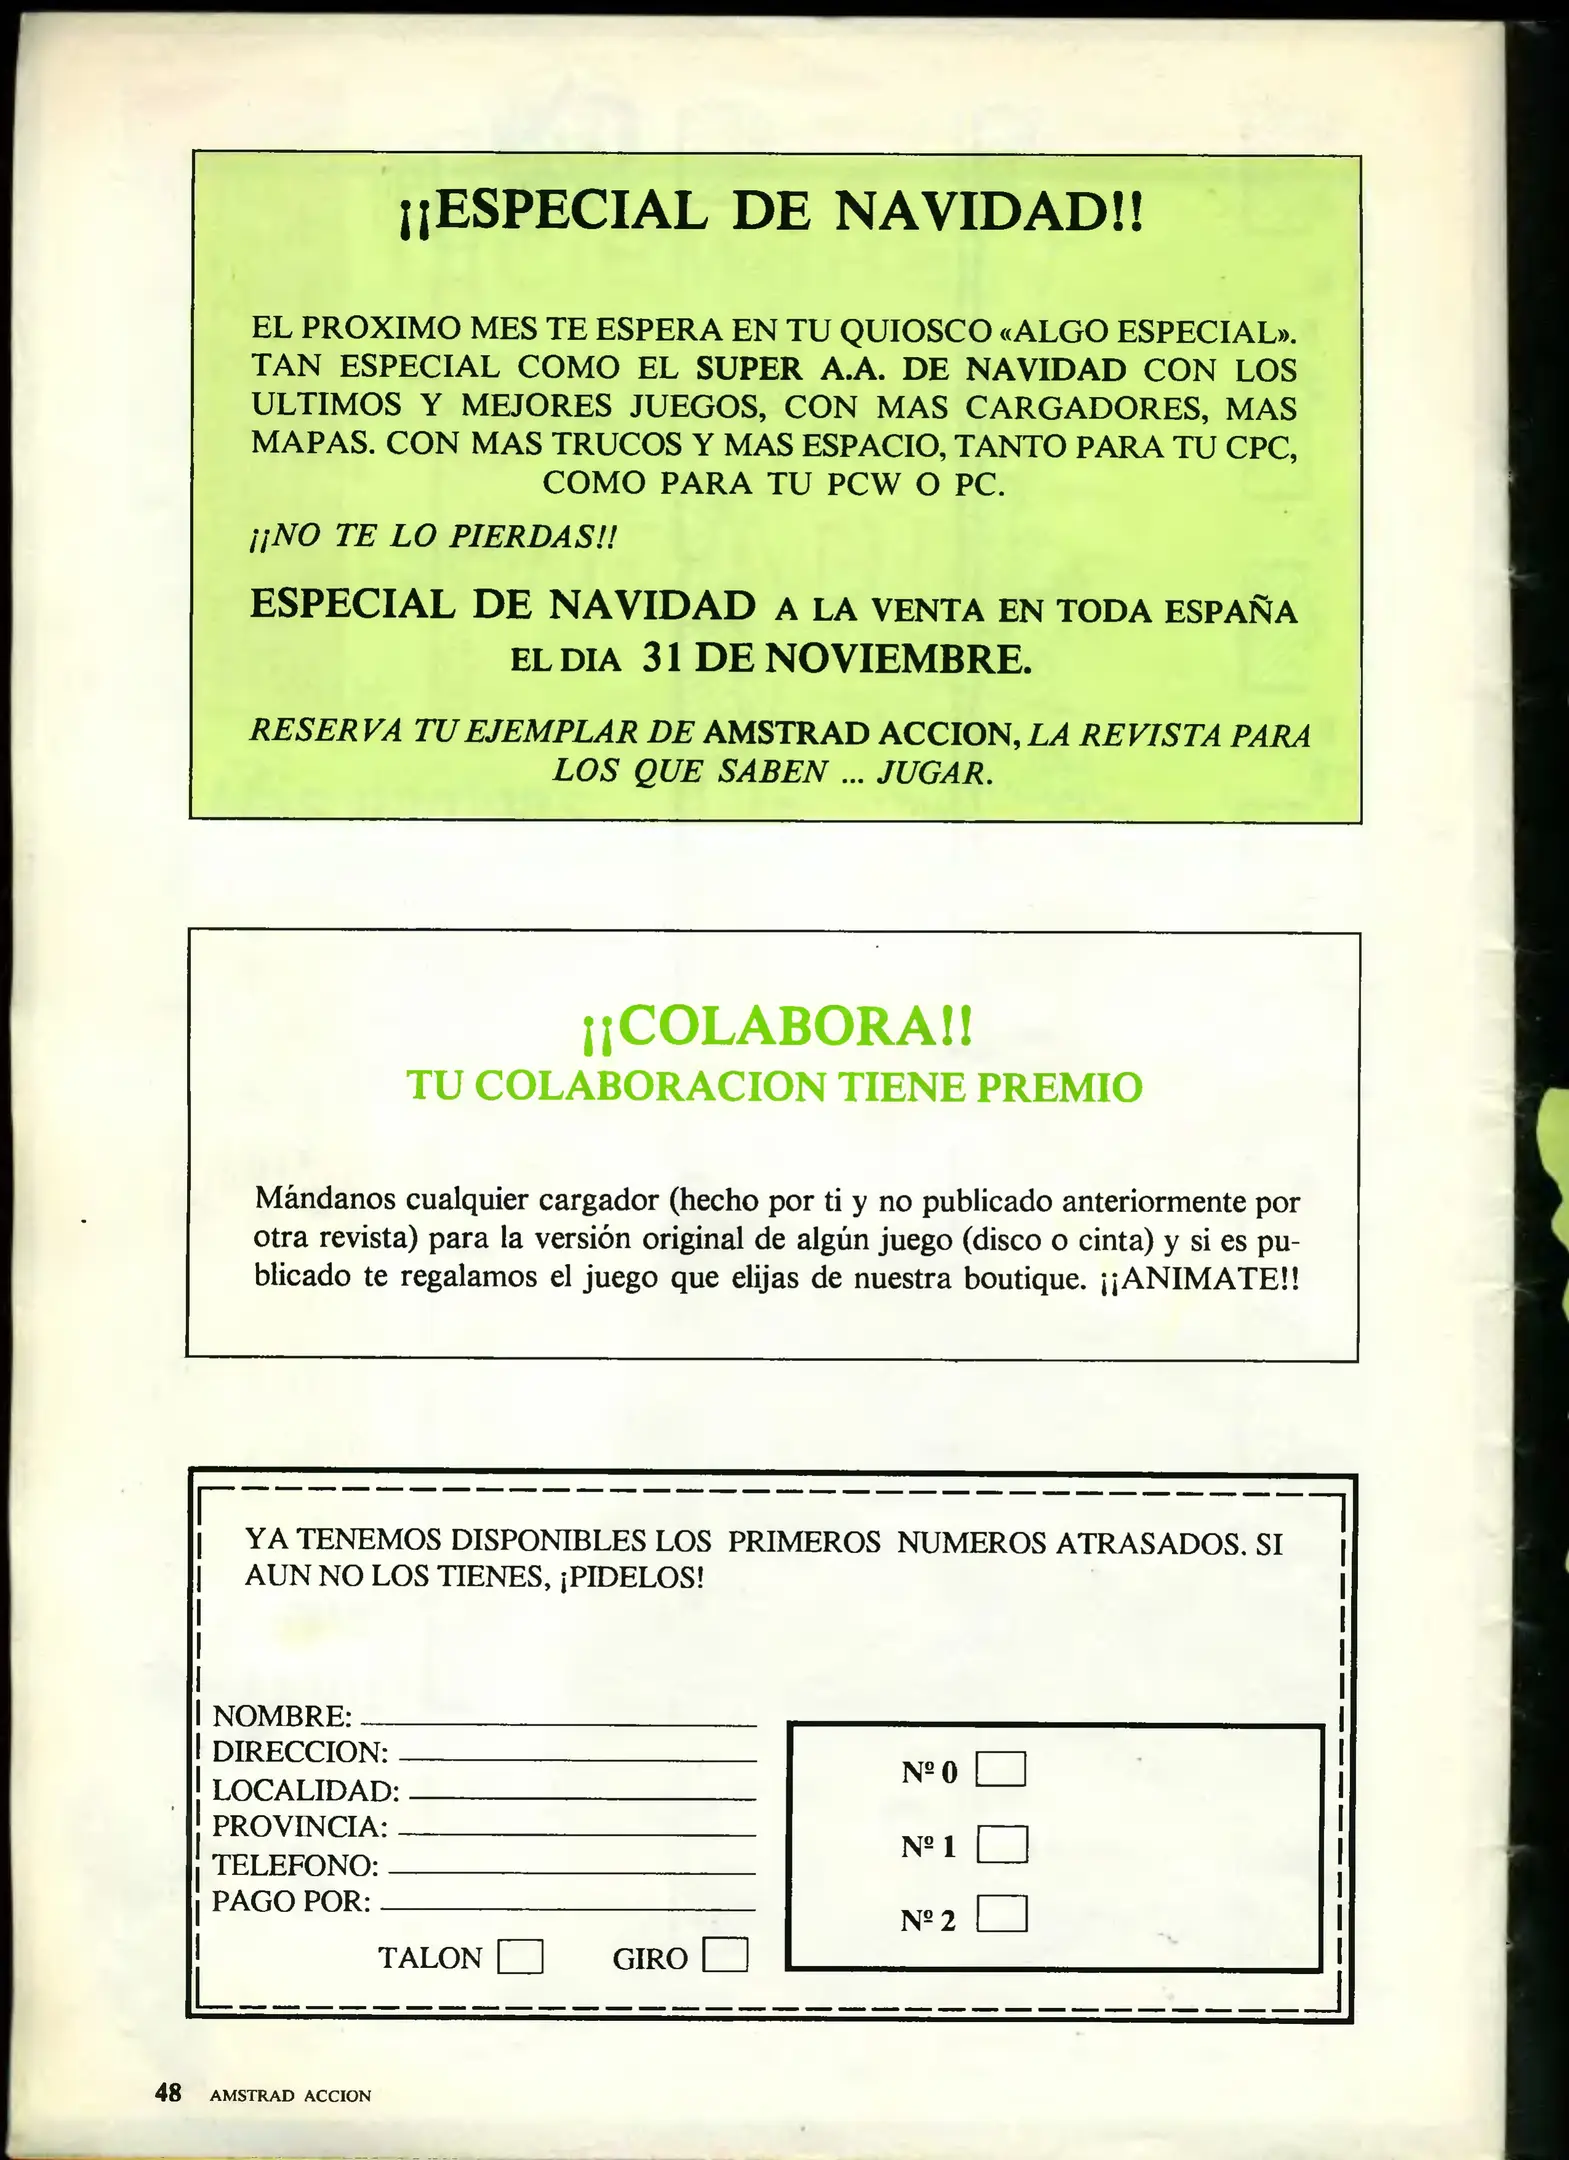 ¡¡ESPECIAL DE NAVIDAD!!
EL PROXIMO MES TE ESPERA EN TU QUIOSCO «ALGO ESPECIAL».
TAN ESPECIAL COMO EL SUPER A.A. DE NAVIDAD CON LOS
ULTIMOS Y MEJORES JUEGOS, CON MAS CARGADORES, MAS
MAPAS. CON MAS TRUCOS Y MAS ESPACIO, TANTO PARA TU CPC,
COMO PARA TU PCW O PC.
¡¡NO TE LO PIERDAS!!
ESPECIAL DE NAVIDAD A LA VENTA EN TODA ESPAÑA
EL DIA 31 DE NOVIEMBRE.
RESERVA TU EJEMPLAR DE AMSTRAD ACCION, LA REVISTA PARA
LOS QUE SABEN ... JUGAR.
¡¡COLABORA!!
TU COLABORACION TIENE PREMIO
Mándanos cualquier cargador (hecho por ti y no publicado anteriormente por
otra revista) para la versión original de algún juego (disco o cinta) y si es pu-
blicado te regalamos el juego que elijas de nuestra boutique. ¡¡ANIMATE!!
YA TENEMOS DISPONIBLES LOS PRIMEROS NUMEROS ATRASADOS. SI
AUN NO LOS TIENES, ¡PIDELOS!
NOMBRE:
DIRECCION:
LOCALIDAD:
PROVINCIA:
TELEFONO:
PAGO POR:
TALON GIRO
Nº 0
Nº 1
Nº 2
48 AMSTRAD ACCION